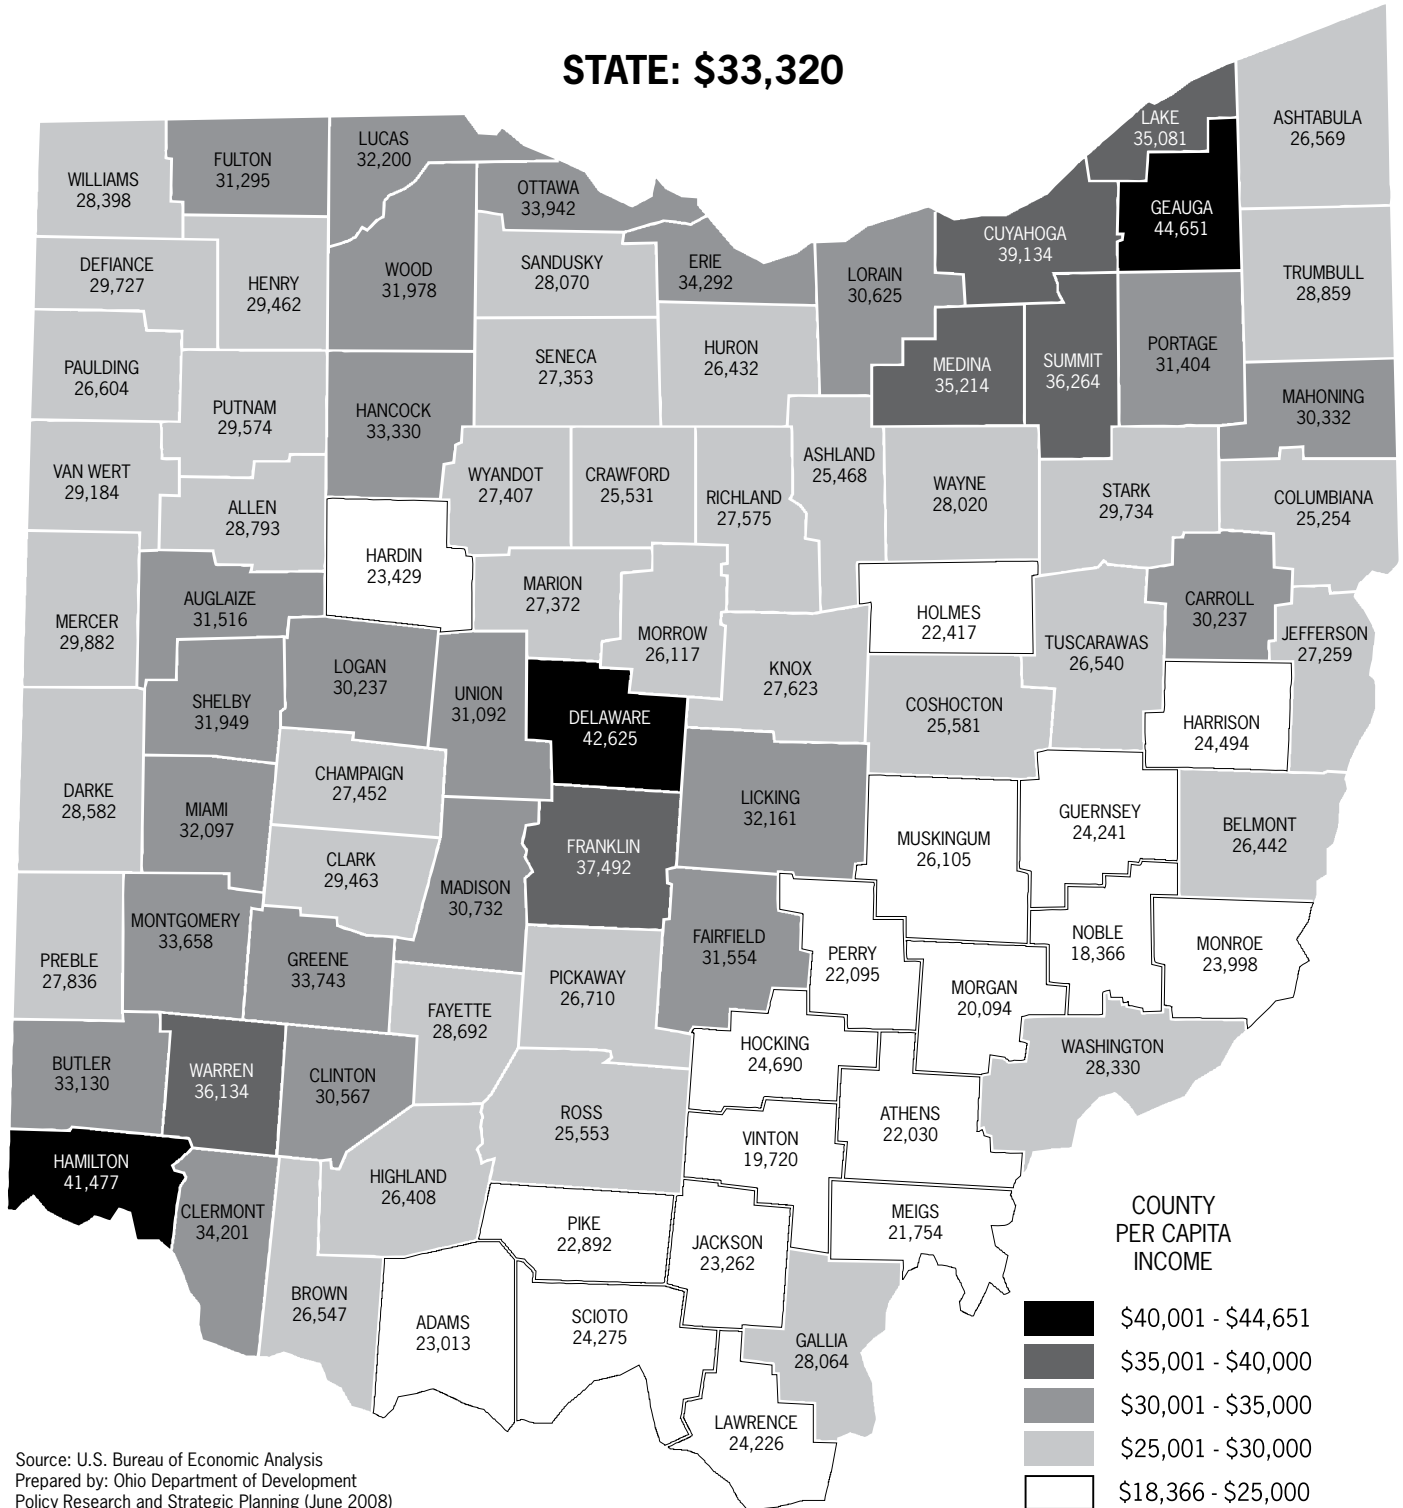 STATE: $33,320
LAKE
35,081
ASHTABULA
26,569
LUCAS
32,200
FULTON
31,295
WILLIAMS
28,398
OTTAWA
33,942
GEAUGA
44,651
CUYAHOGA
39,134
DEFIANCE
29,727
HENRY
29,462
WOOD
31,978
SANDUSKY
28,070
ERIE
34,292
LORAIN
30,625
TRUMBULL
28,859
PAULDING
26,604
SENECA
27,353
HURON
26,432
MEDINA
35,214
SUMMIT
36,264
PORTAGE
31,404
PUTNAM
29,574
HANCOCK
33,330
MAHONING
30,332
VAN WERT
29,184
ALLEN
28,793
WYANDOT
27,407
CRAWFORD
25,531
RICHLAND
27,575
ASHLAND
25,468
WAYNE
28,020
STARK
29,734
COLUMBIANA
25,254
HARDIN
23,429
MERCER
29,882
AUGLAIZE
31,516
MARION
27,372
MORROW
26,117
HOLMES
22,417
TUSCARAWAS
26,540
CARROLL
30,237
JEFFERSON
27,259
LOGAN
30,237
SHELBY
31,949
UNION
31,092
KNOX
27,623
DELAWARE
42,625
COSHOCTON
25,581
HARRISON
24,494
DARKE
28,582
MIAMI
32,097
CHAMPAIGN
27,452
LICKING
32,161
MUSKINGUM
26,105
GUERNSEY
24,241
BELMONT
26,442
CLARK
29,463
FRANKLIN
37,492
MADISON
30,732
MONTGOMERY
33,658
PREBLE
27,836
GREENE
33,743
FAIRFIELD
31,554
PERRY
22,095
NOBLE
18,366
MONROE
23,998
PICKAWAY
26,710
MORGAN
20,094
FAYETTE
28,692
HOCKING
24,690
WASHINGTON
28,330
BUTLER
33,130
WARREN
36,134
CLINTON
30,567
ROSS
25,553
ATHENS
22,030
VINTON
19,720
HAMILTON
41,477
HIGHLAND
26,408
CLERMONT
34,201
PIKE
22,892
JACKSON
23,262
MEIGS
21,754
BROWN
26,547
ADAMS
23,013
SCIOTO
24,275
GALLIA
28,064
LAWRENCE
24,226
COUNTY
PER CAPITA
INCOME
$40,001 - $44,651
$35,001 - $40,000
$30,001 - $35,000
$25,001 - $30,000
$18,366 - $25,000
Source: U.S. Bureau of Economic Analysis
Prepared by: Ohio Department of Development
Policy Research and Strategic Planning (June 2008)